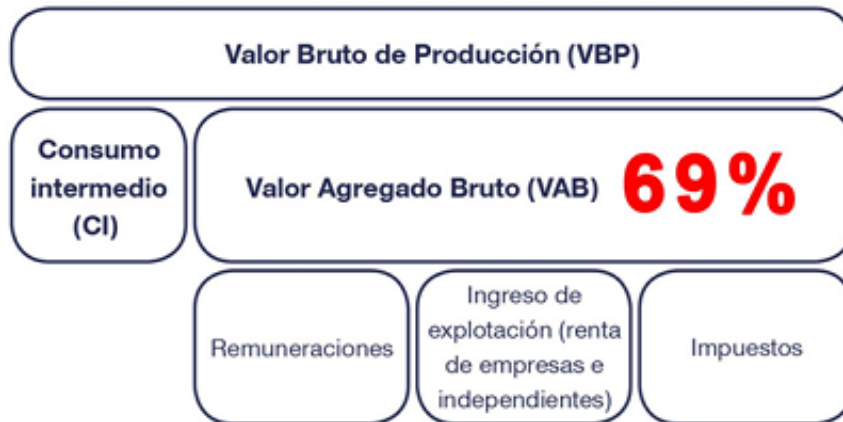 Valor Bruto de Producción (VBP)
Consumo
intermedio
(CI)
Valor Agregado Bruto (VAB) 69%
Remuneraciones
Ingreso de
explotación (renta
de empresas e
independientes)
Impuestos